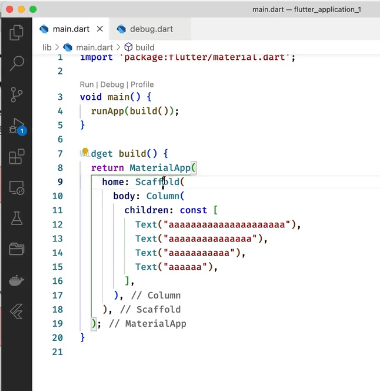 main.dart — flutter_application_1
main.dart
debug.dart
lib > main.dart > build
1 import 'package:flutter/material.dart';
2
Run | Debug | Profile
3 void main() {
4 runApp(build());
5 }
6
7 dget build() {
8 return MaterialApp(
9 home: Scaffold(
10 body: Column(
11 children: const [
12 Text("aaaaaaaaaaaaaaaaaaaaa"),
13 Text("aaaaaaaaaaaaaaa"),
14 Text("aaaaaaaaaaa"),
15 Text("aaaaaa"),
16 ],
17 ), // Column
18 ), // Scaffold
19 ); // MaterialApp
20 }
21
1